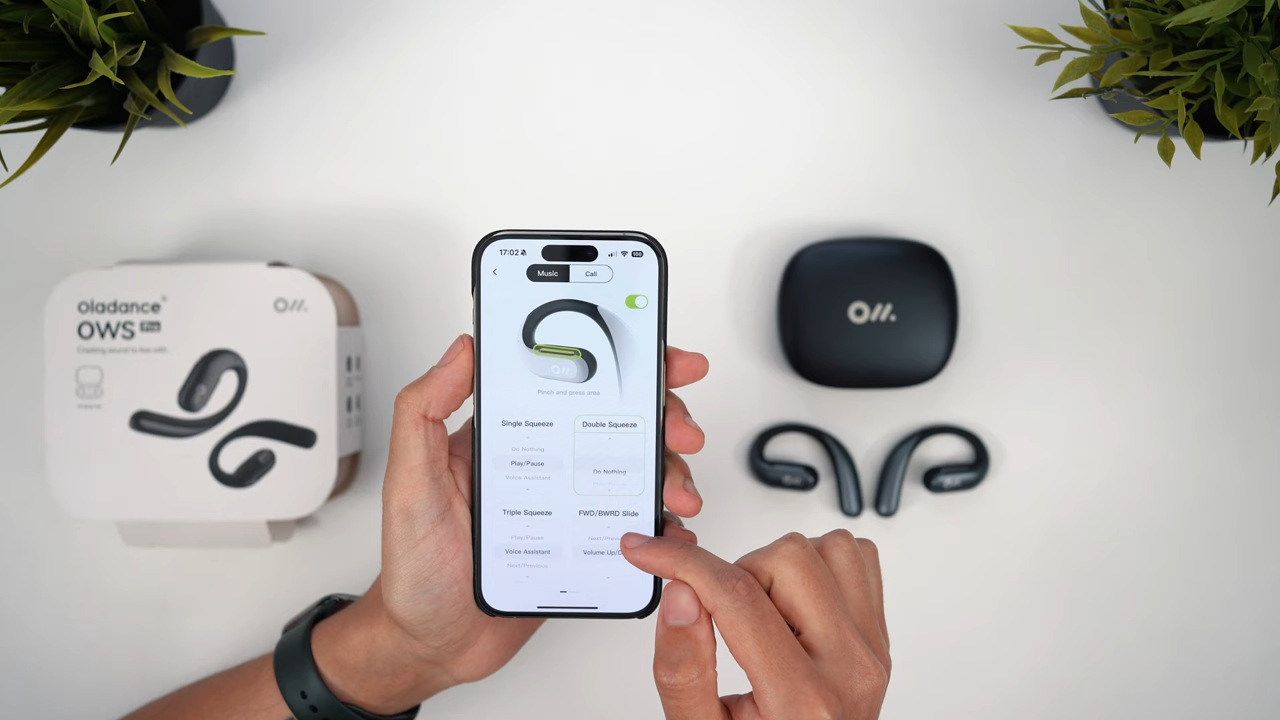 oladance
OWS Pro
Creating sound to live with.
O//.
17:02
100
Music
Call
O//.
Pinch and press area
Single Squeeze
Do Nothing
Play/Pause
Voice Assistant
Double Squeeze
Do Nothing
Triple Squeeze
Play/Pause
Voice Assistant
Next/Previous
FWD/BWRD Slide
Volume Up/
O//.